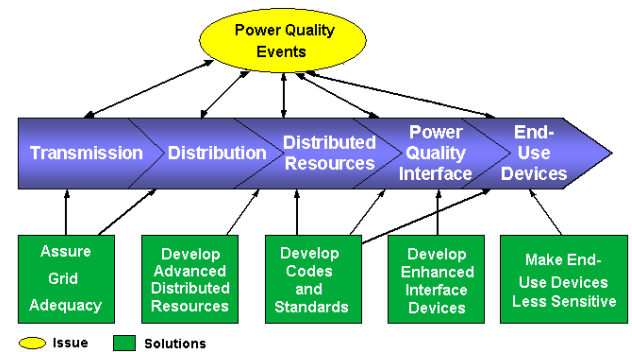 Power Quality
Events
Transmission
Distribution
Distributed
Resources
Power
Quality
Interface
End-
Use
Devices
Assure
Grid
Adequacy
Develop
Advanced
Distributed
Resources
Develop
Codes
and
Standards
Develop
Enhanced
Interface
Devices
Make End-
Use Devices
Less Sensitive
Issue
Solutions